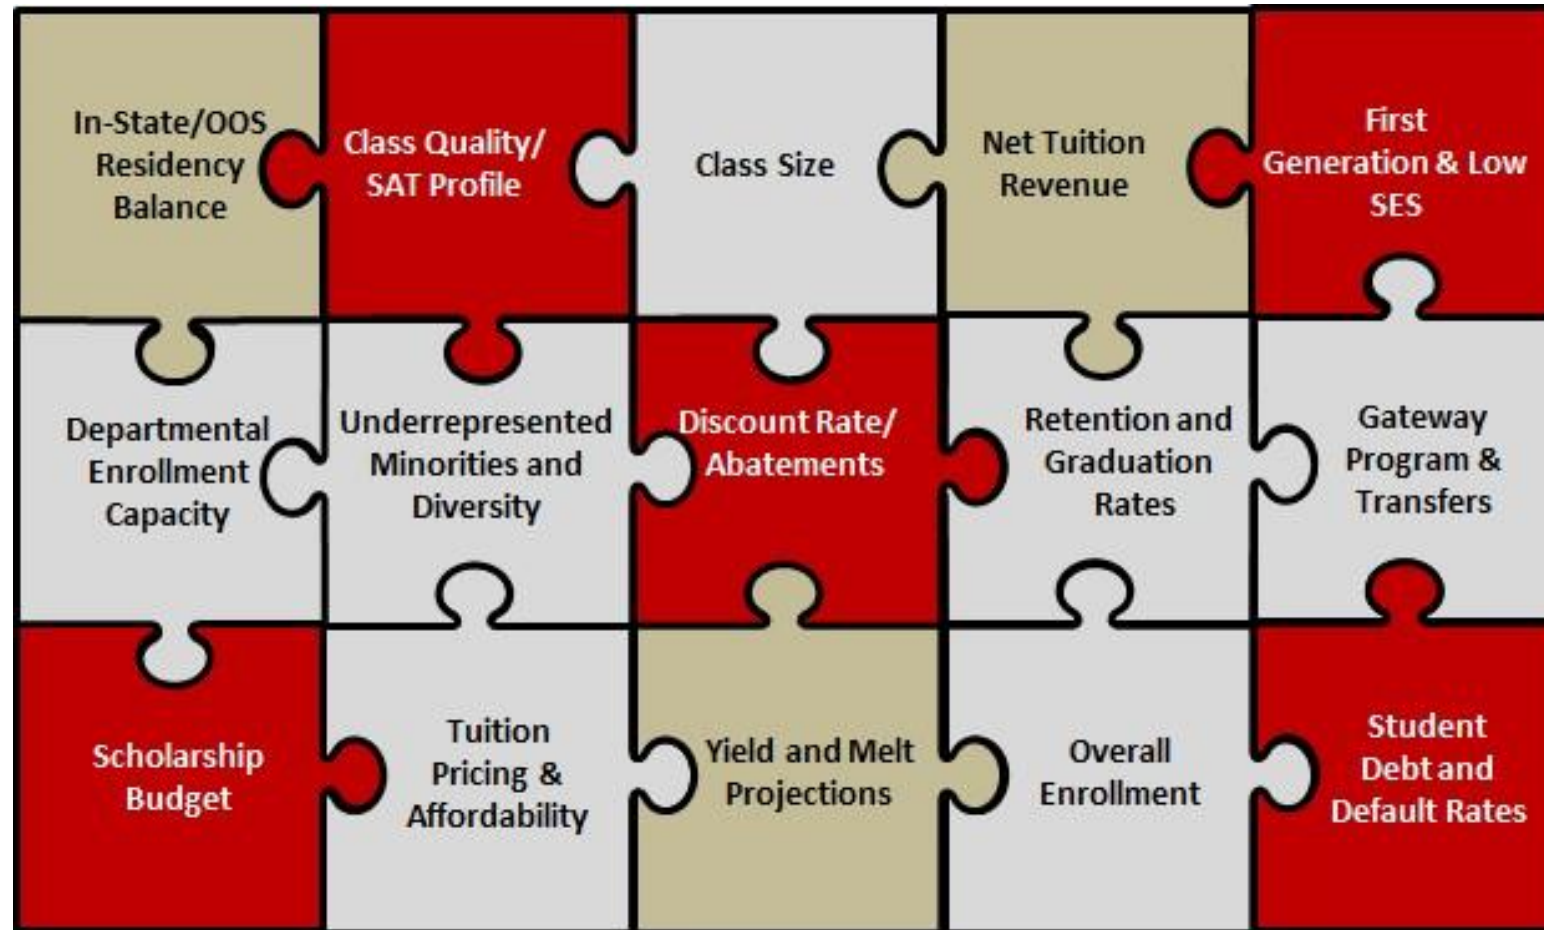 In-State/OOS
Residency
Balance
Class Quality/
SAT Profile
Class Size
Net Tuition
Revenue
First
Generation & Low
SES
Departmental
Enrollment
Capacity
Underrepresented
Minorities and
Diversity
Discount Rate/
Abatements
Retention and
Graduation
Rates
Gateway
Program &
Transfers
Scholarship
Budget
Tuition
Pricing &
Affordability
Yield and Melt
Projections
Overall
Enrollment
Student
Debt and
Default Rates